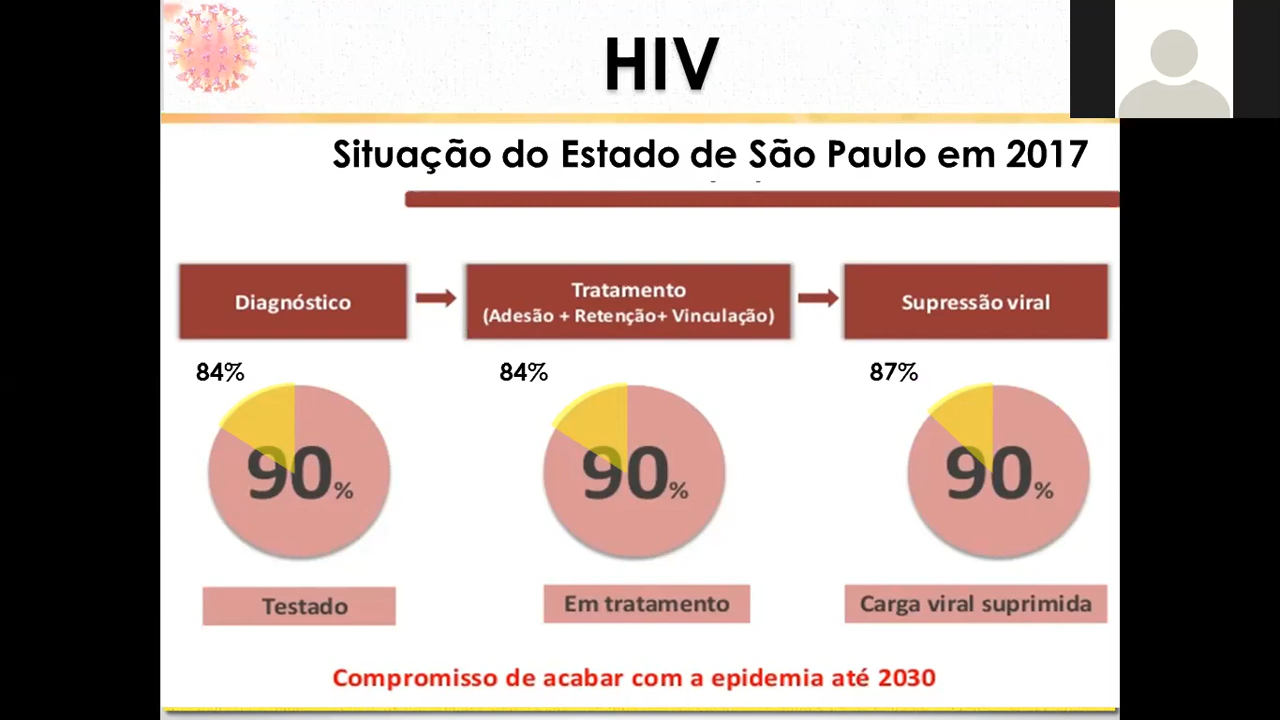 HIV
Situação do Estado de São Paulo em 2017
Diagnóstico
Tratamento
(Adesão + Retenção+ Vinculação)
Supressão viral
84%
84%
87%
90%
90%
90%
Testado
Em tratamento
Carga viral suprimida
Compromisso de acabar com a epidemia até 2030